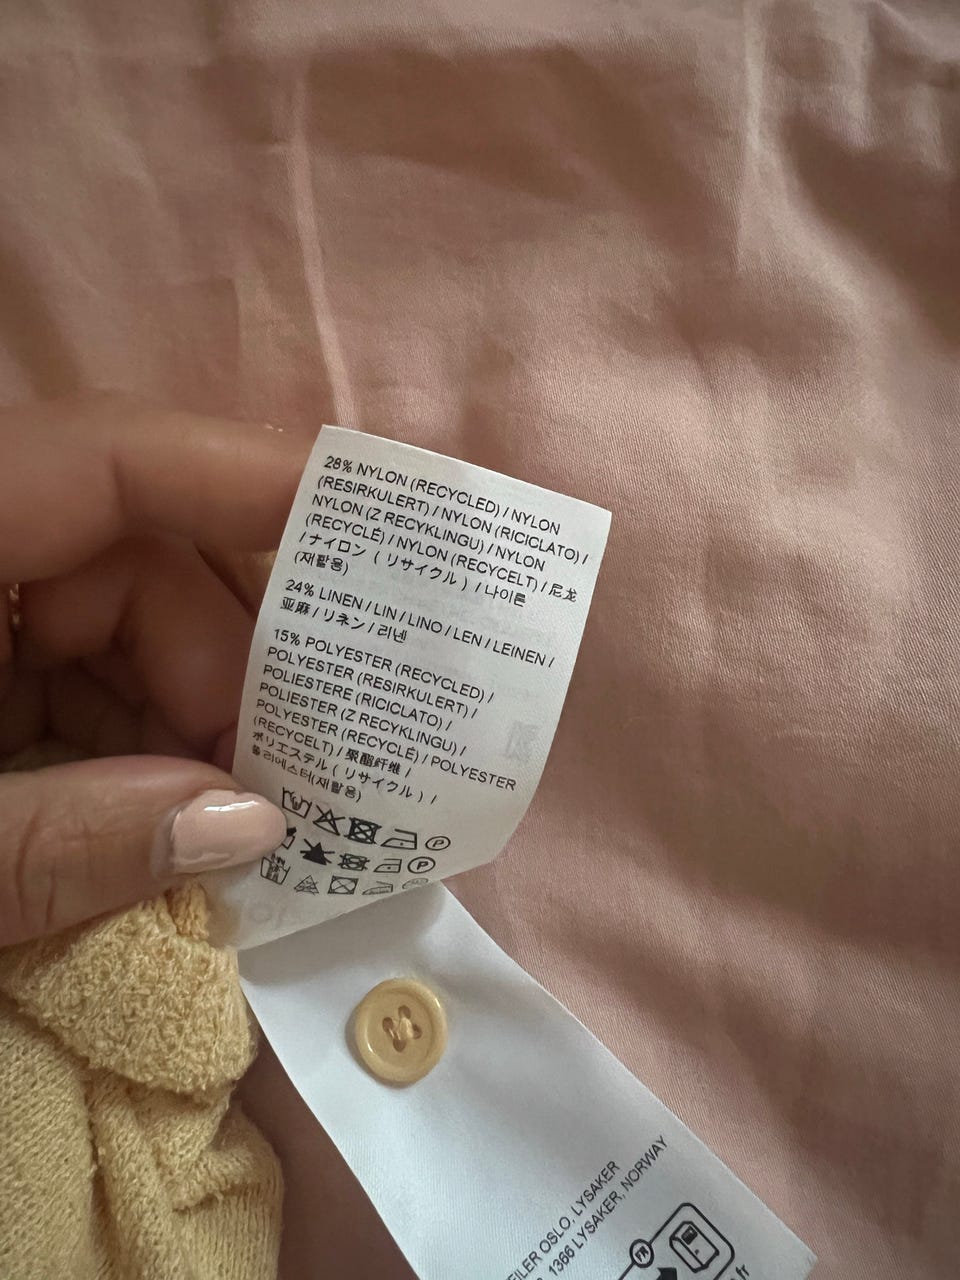 28% NYLON (RECYCLED) / NYLON
(RESIRKULERT) / NYLON (RICICLATO) /
NYLON (Z RECYKLINGU) / NYLON
(RECYCLÉ) / NYLON (RECYCELT) / 尼龙
/ ナイロン ( リサイクル ) / 나이론
(재활용)
24% LINEN / LIN / LINO / LEN / LEINEN /
亚麻 / リネン / 리넨
15% POLYESTER (RECYCLED) /
POLYESTER (RESIRKULERT) /
POLIESTERE (RICICLATO) /
POLIESTER (Z RECYKLINGU) /
POLYESTER (RECYCLÉ) / POLYESTER
(RECYCELT) / 聚酯纤维 /
ポリエステル ( リサイクル ) /
폴리에스터(재활용)
P
P
EILER OSLO, LYSAKER
1366 LYSAKER, NORWAY
FR
fr